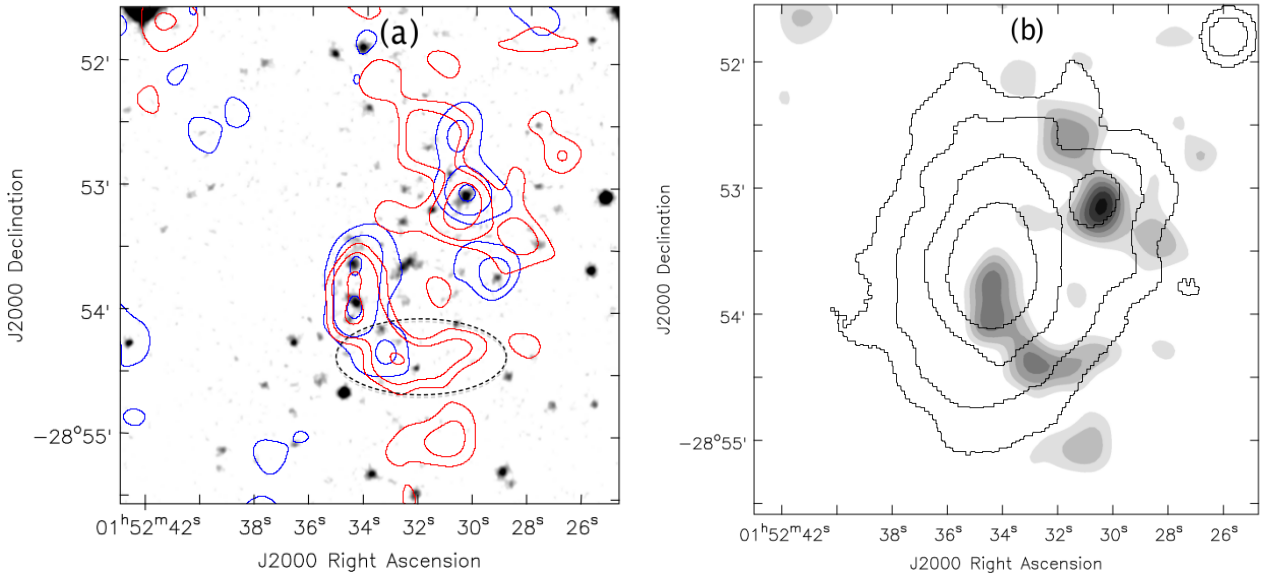 (a)
52'
53'
54'
−28°55'
J2000 Declination
01ʰ52ᵐ42ˢ 38ˢ 36ˢ 34ˢ 32ˢ 30ˢ 28ˢ 26ˢ
J2000 Right Ascension
(b)
52'
53'
54'
−28°55'
J2000 Declination
01ʰ52ᵐ42ˢ 38ˢ 36ˢ 34ˢ 32ˢ 30ˢ 28ˢ 26ˢ
J2000 Right Ascension